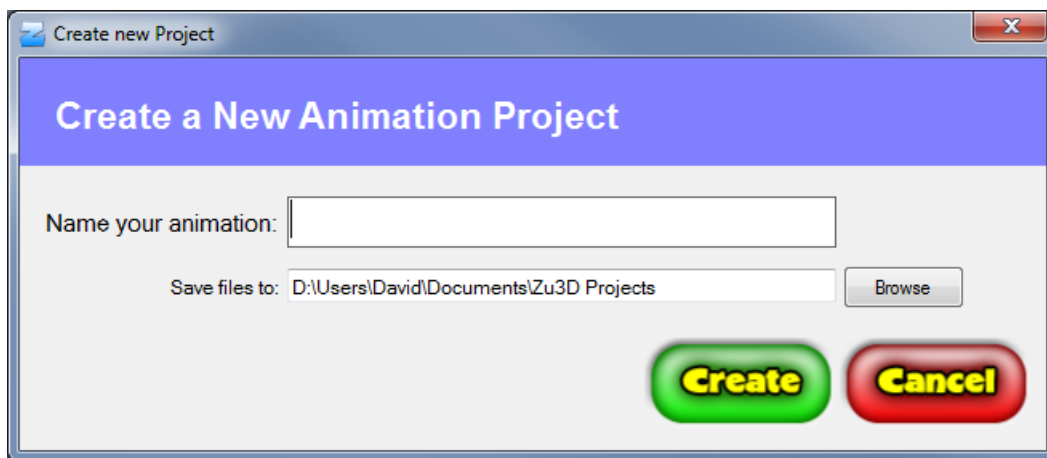 Create new Project
Create a New Animation Project
Name your animation:
Save files to: D:\Users\David\Documents\Zu3D Projects Browse
Create Cancel